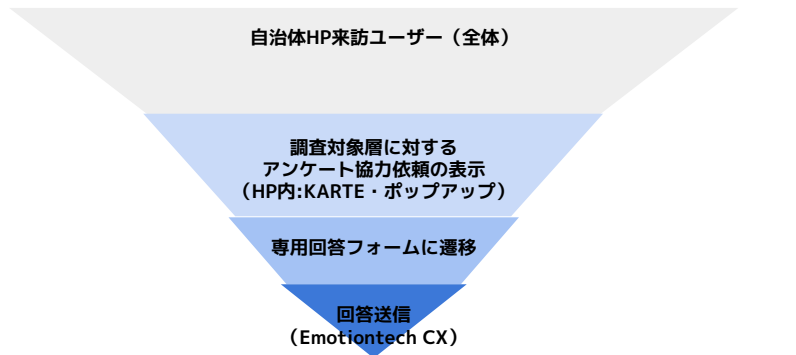 自治体HP来訪ユーザー（全体）
調査対象層に対する
アンケート協力依頼の表示
（HP内:KARTE・ポップアップ）
専用回答フォームに遷移
回答送信
（Emotiontech CX）